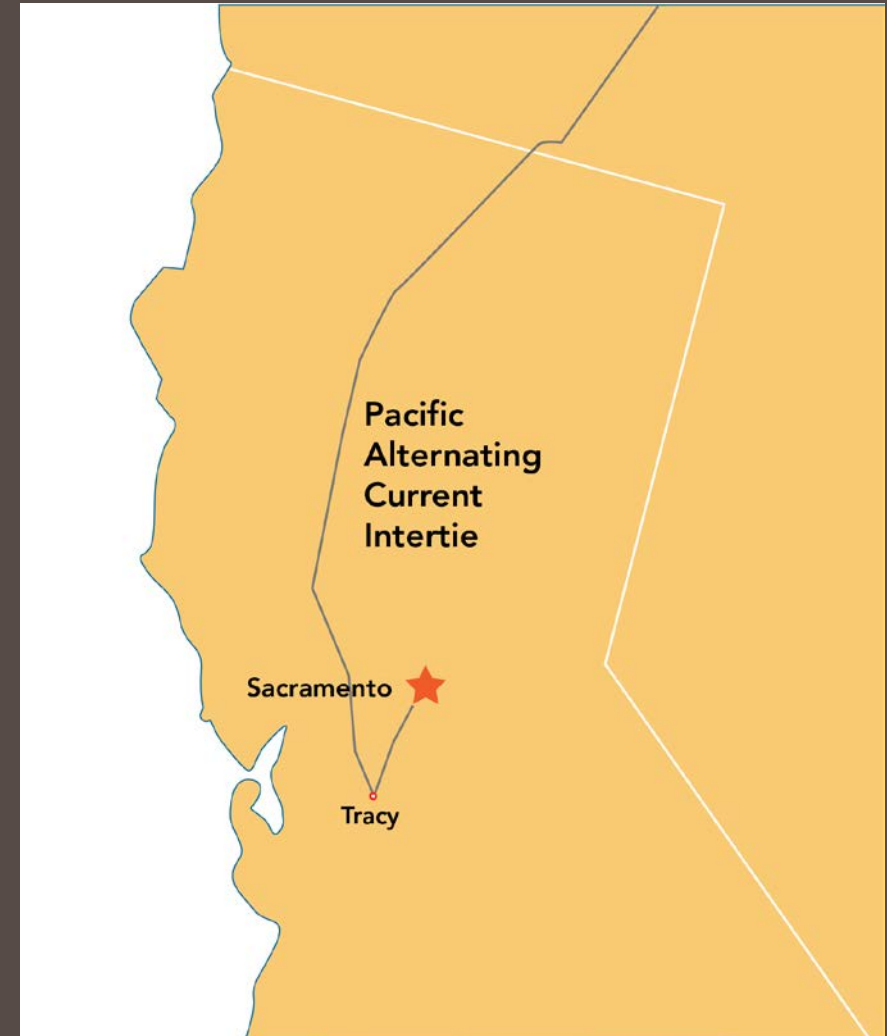 Pacific
Alternating
Current
Intertie
Sacramento
Tracy